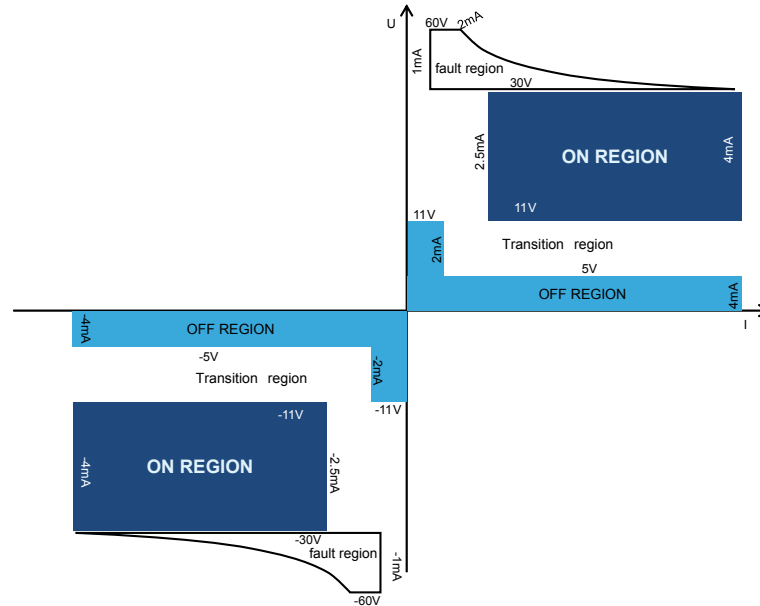 U
60V
2mA
1mA
fault region
30V
2.5mA
ON REGION
4mA
11V
11V
2mA
Transition region
5V
OFF REGION
4mA
I
-4mA
OFF REGION
-5V
-2mA
Transition region
-11V
-11V
-4mA
ON REGION
-2.5mA
-30V
fault region
-1mA
-60V